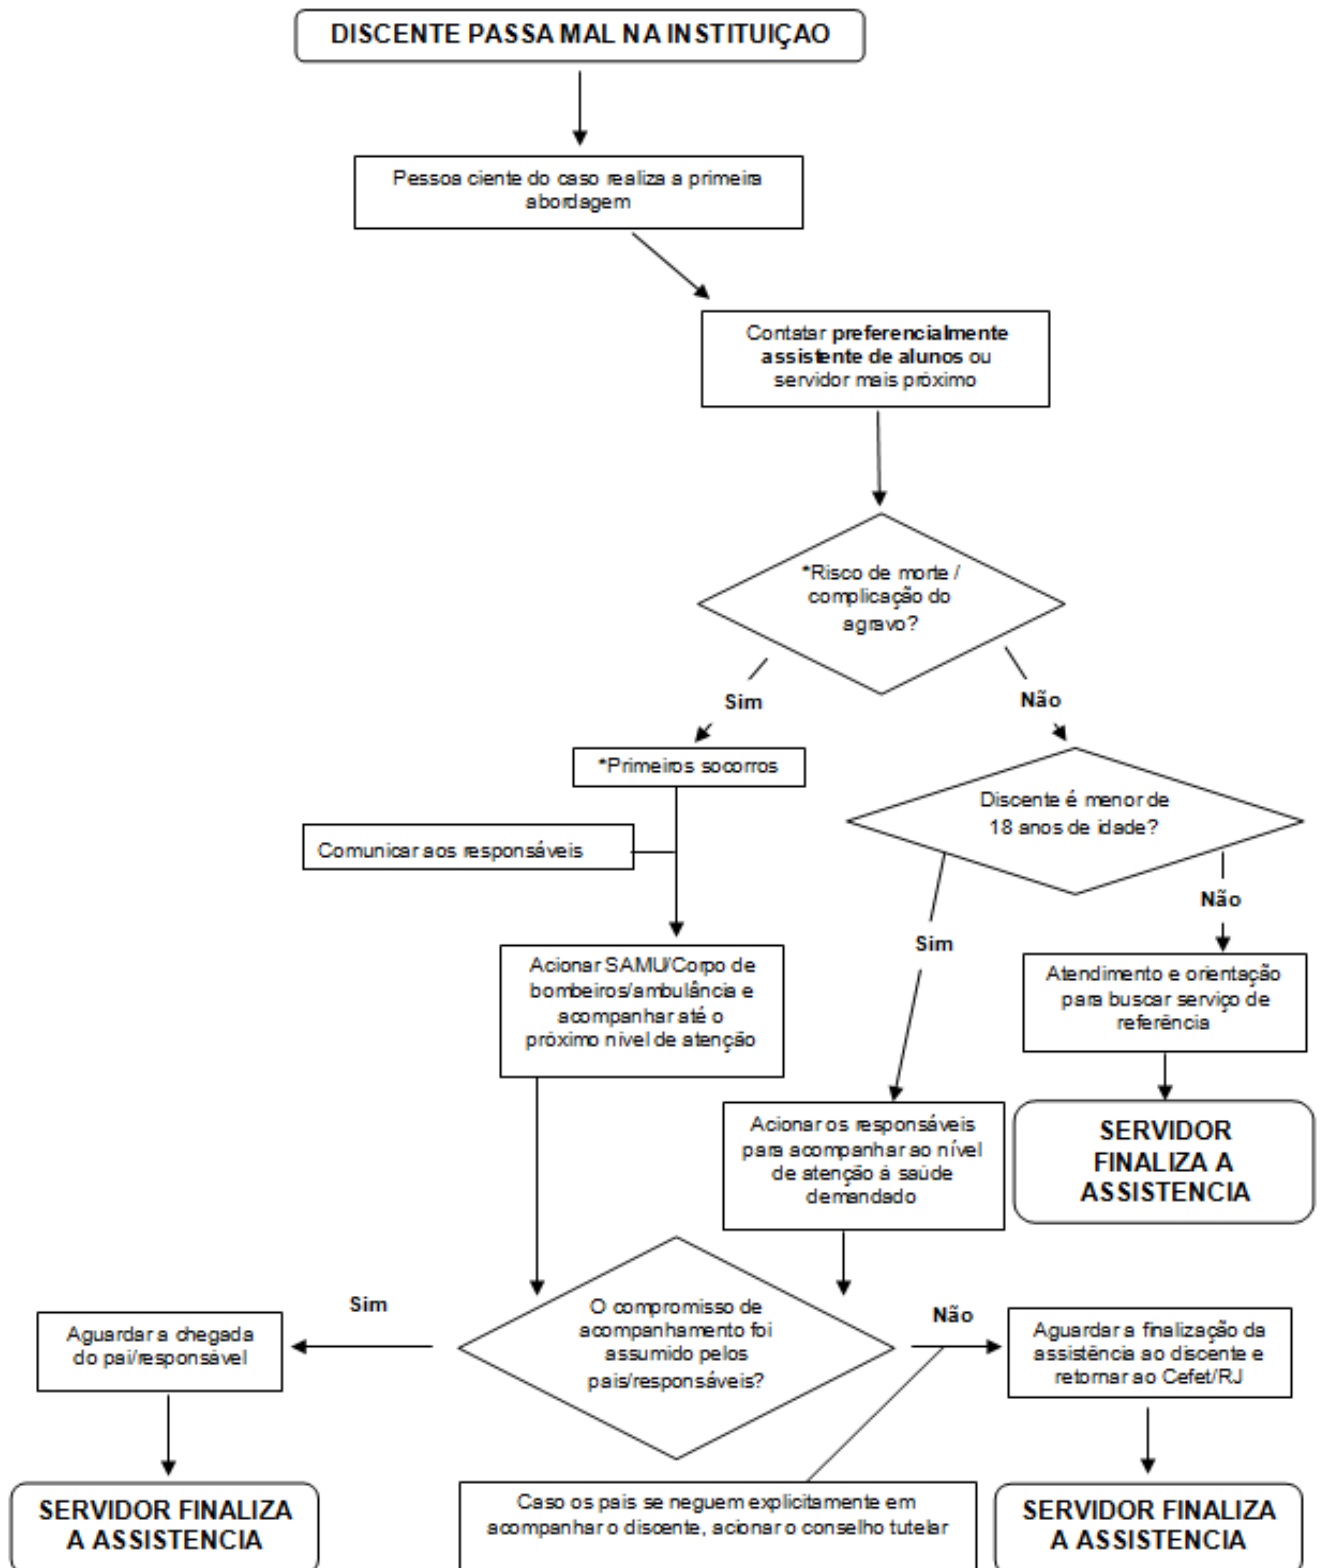 DISCENTE PASSA MAL NA INSTITUIÇAO
Pessoa ciente do caso realiza a primeira
abordagem
Contatar preferencialmente
assistente de alunos ou
servidor mais próximo
*Risco de morte /
complicação do
agravo?
Sim
Não
*Primeiros socorros
Discente é menor de
18 anos de idade?
Comunicar aos responsáveis
Não
Sim
Acionar SAMU/Corpo de
bombeiros/ambulância e
acompanhar até o
próximo nível de atenção
Atendimento e orientação
para buscar serviço de
referência
Acionar os responsáveis
para acompanhar ao nível
de atenção à saúde
demandado
SERVIDOR
FINALIZA A
ASSISTENCIA
Sim
O compromisso de
acompanhamento foi
assumido pelos
pais/responsáveis?
Não
Aguardar a chegada
do pai/responsável
Aguardar a finalização da
assistência ao discente e
retornar ao Cefet/RJ
SERVIDOR FINALIZA
A ASSISTENCIA
Caso os pais se neguem explicitamente em
acompanhar o discente, acionar o conselho tutelar
SERVIDOR FINALIZA
A ASSISTENCIA